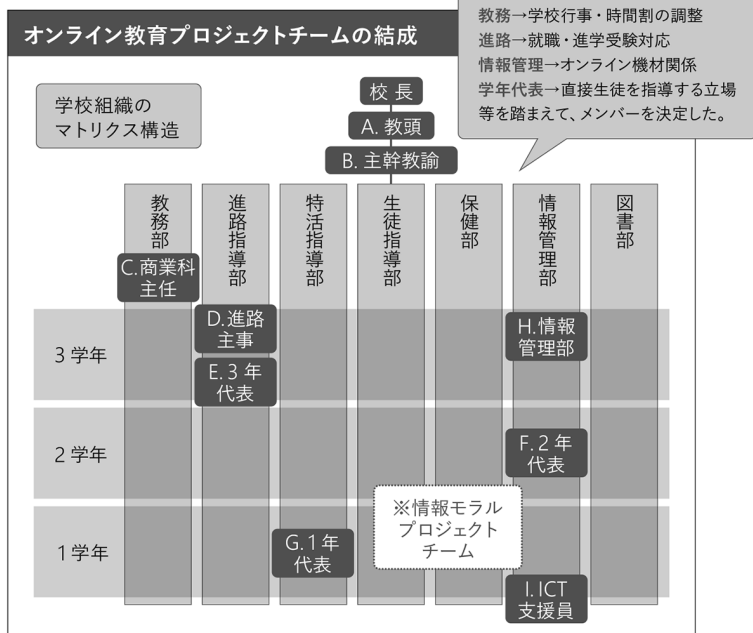 オンライン教育プロジェクトチームの結成
教務→学校行事・時間割の調整
進路→就職・進学受験対応
情報管理→オンライン機材関係
学年代表→直接生徒を指導する立場
等を踏まえて、メンバーを決定した。
学校組織の
マトリクス構造
校長
A. 教頭
B. 主幹教諭
教務部
進路指導部
特活指導部
生徒指導部
保健部
情報管理部
図書部
C.商業科
主任
3学年
D.進路
主事
E.3年
代表
H.情報
管理部
2学年
F.2年
代表
※情報モラル
プロジェクト
チーム
1学年
G.1年
代表
I.ICT
支援員